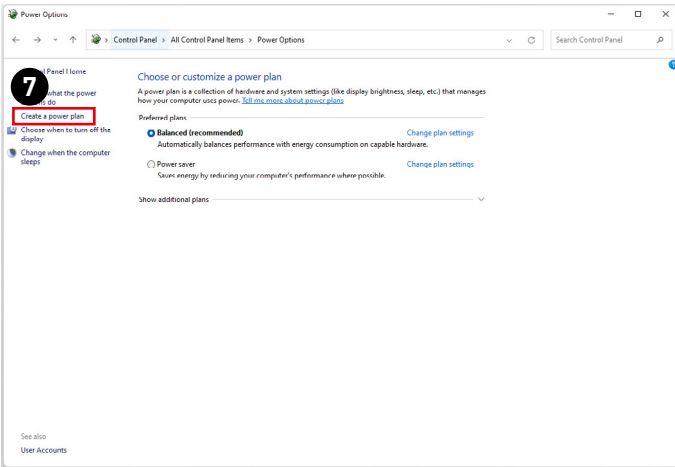 Power Options
Control Panel > All Control Panel Items > Power Options
Search Control Panel
7
Panel Home
what the power
do
Create a power plan
Choose when to turn off the
display
Change when the computer
sleeps
Choose or customize a power plan
A power plan is a collection of hardware and system settings (like display brightness, sleep, etc.) that manages
how your computer uses power. Tell me more about power plans
Preferred plans
Balanced (recommended)
Change plan settings
Automatically balances performance with energy consumption on capable hardware.
Power saver
Change plan settings
Saves energy by reducing your computer's performance where possible.
Show additional plans
See also
User Accounts